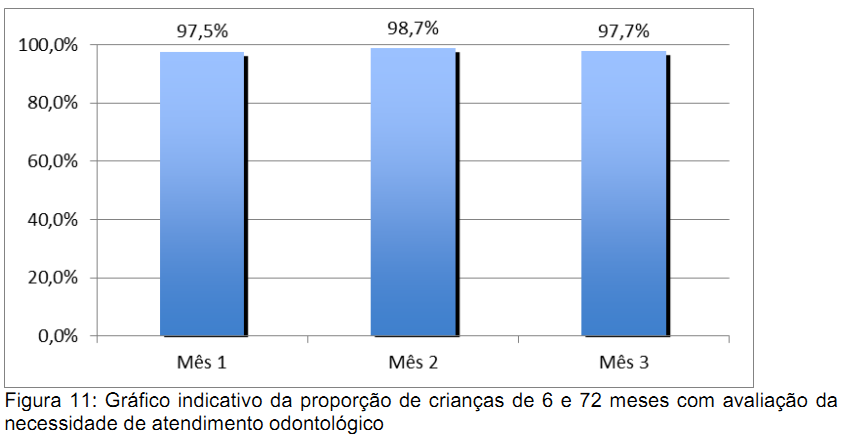 97,5%
98,7%
97,7%
100,0%
80,0%
60,0%
40,0%
20,0%
0,0%
Mês 1
Mês 2
Mês 3
Figura 11: Gráfico indicativo da proporção de crianças de 6 e 72 meses com avaliação da
necessidade de atendimento odontológico